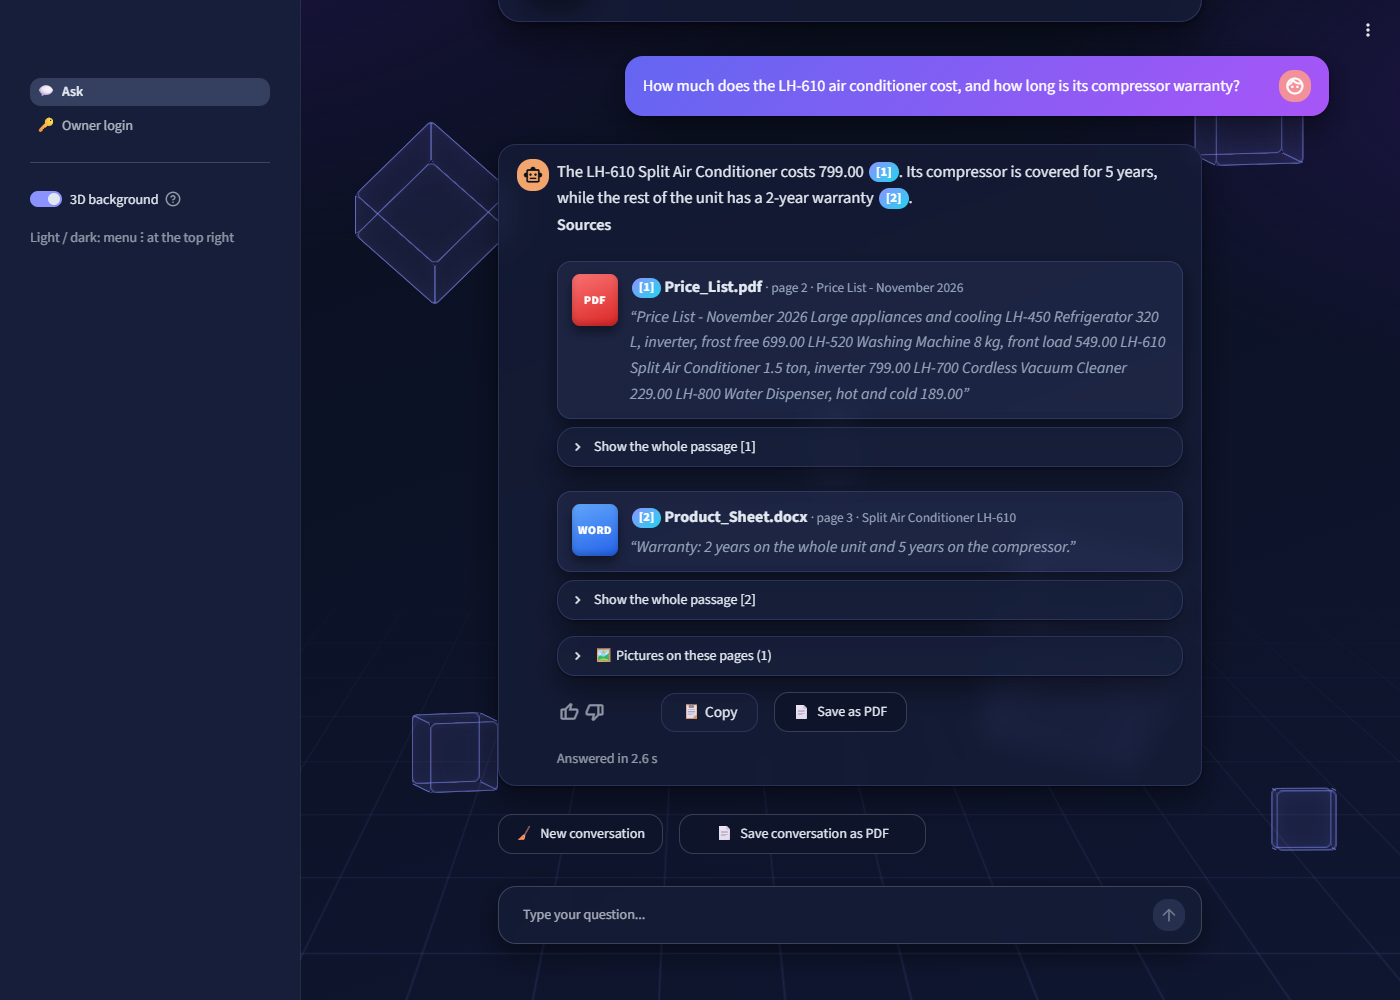 Ask
Owner login
3D background
Light / dark: menu ⋮ at the top right
How much does the LH-610 air conditioner cost, and how long is its compressor warranty?
The LH-610 Split Air Conditioner costs 799.00 [1]. Its compressor is covered for 5 years,
while the rest of the unit has a 2-year warranty [2].
Sources
PDF
[1] Price_List.pdf · page 2 · Price List - November 2026
“Price List - November 2026 Large appliances and cooling LH-450 Refrigerator 320
L, inverter, frost free 699.00 LH-520 Washing Machine 8 kg, front load 549.00 LH-610
Split Air Conditioner 1.5 ton, inverter 799.00 LH-700 Cordless Vacuum Cleaner
229.00 LH-800 Water Dispenser, hot and cold 189.00”
Show the whole passage [1]
WORD
[2] Product_Sheet.docx · page 3 · Split Air Conditioner LH-610
“Warranty: 2 years on the whole unit and 5 years on the compressor.”
Show the whole passage [2]
Pictures on these pages (1)
Copy
Save as PDF
Answered in 2.6 s
New conversation
Save conversation as PDF
Type your question...